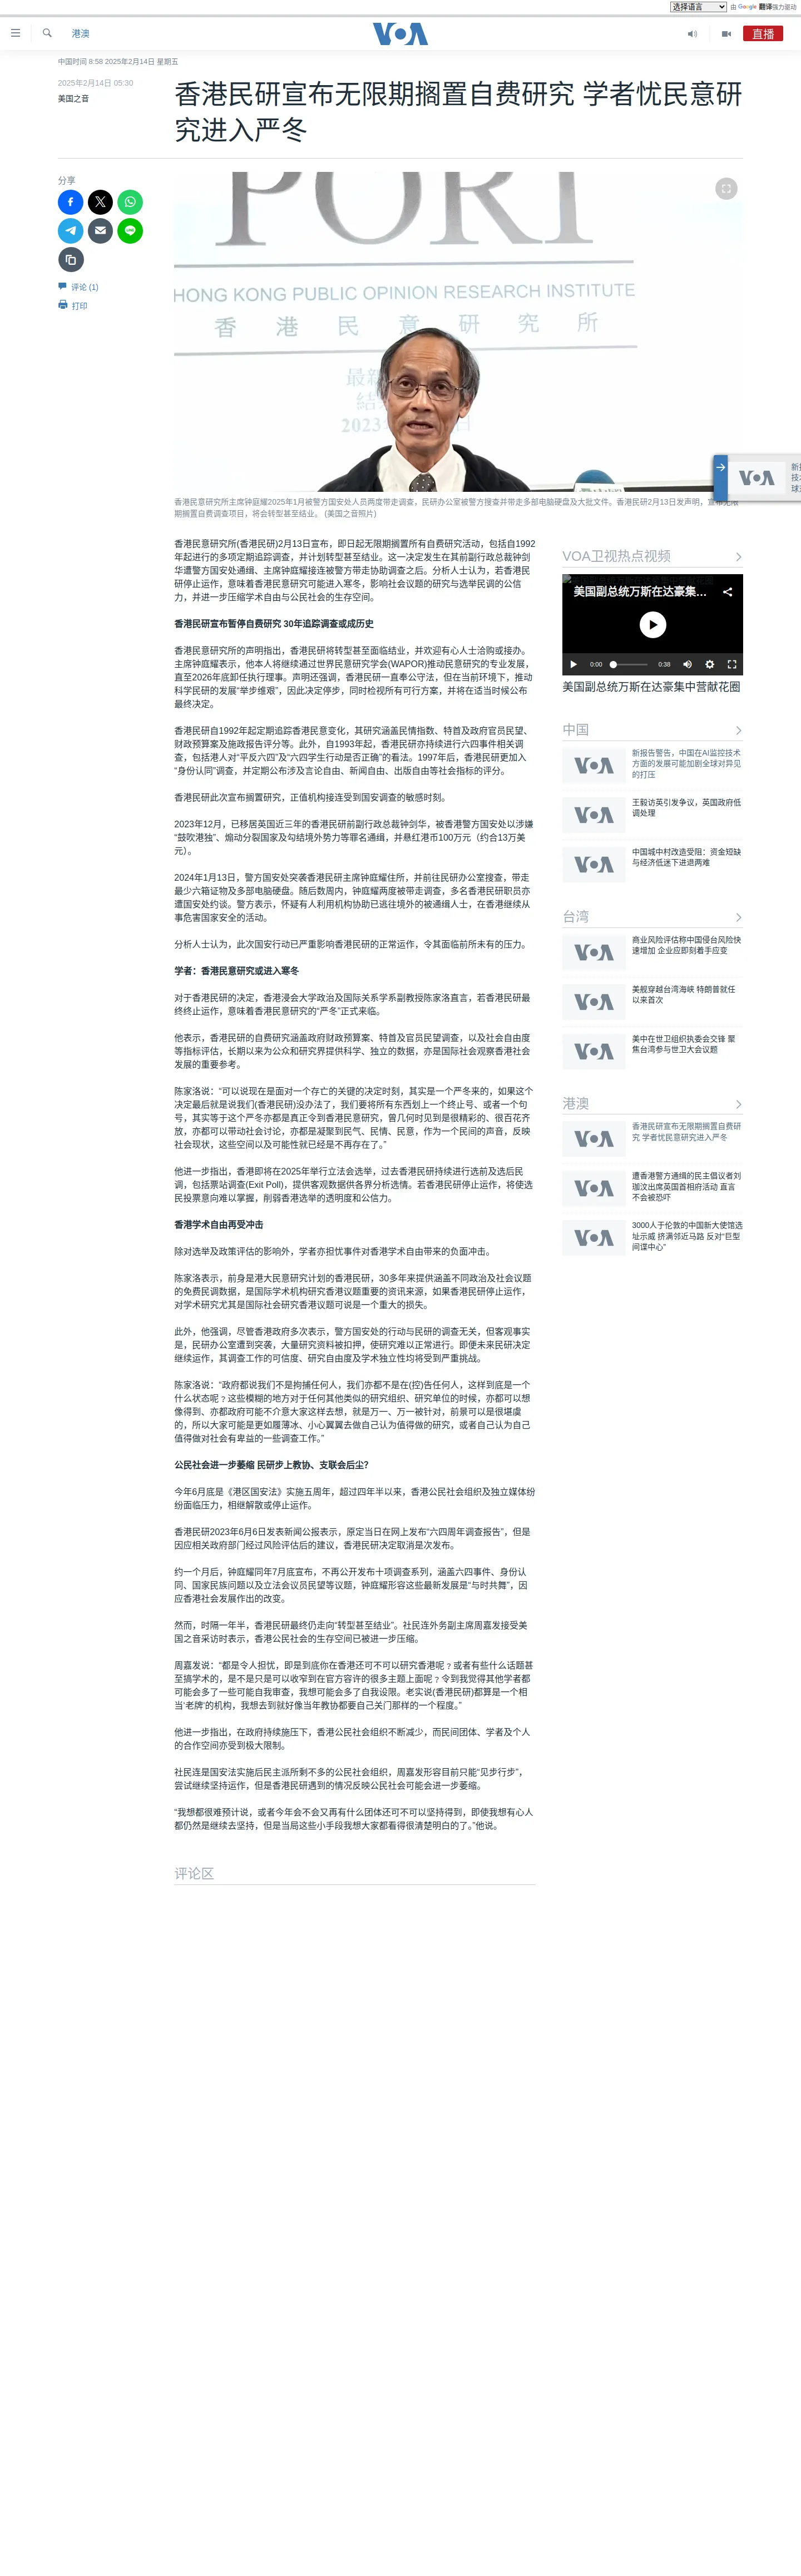 选择语言
由 Google 翻译强力驱动
港澳
VOA
直播
中国时间 8:58 2025年2月14日 星期五
2025年2月14日 05:30
美国之音
香港民研宣布无限期搁置自费研究 学者忧民意研
究进入严冬
分享
评论 (1)
打印
PORI
HONG KONG PUBLIC OPINION RESEARCH INSTITUTE
香港民意研究所
香港民意研究所主席钟庭耀2025年1月被警方国安处人员两度带走调查，民研办公室被警方搜查并带走多部电脑硬盘及大批文件。香港民研2月13日发声明，宣布无限
期搁置自费调查项目，将会转型甚至结业。 (美国之音照片)
香港民意研究所(香港民研)2月13日宣布，即日起无限期搁置所有自费研究活动，包括自1992
年起进行的多项定期追踪调查，并计划转型甚至结业。这一决定发生在其前副行政总裁钟剑
华遭警方国安处通缉、主席钟庭耀接连被警方带走协助调查之后。分析人士认为，若香港民
研停止运作，意味着香港民意研究可能进入寒冬，影响社会议题的研究与选举民调的公信
力，并进一步压缩学术自由与公民社会的生存空间。
香港民研宣布暂停自费研究 30年追踪调查或成历史
香港民意研究所的声明指出，香港民研将转型甚至面临结业，并欢迎有心人士洽购或接办。
主席钟庭耀表示，他本人将继续通过世界民意研究学会(WAPOR)推动民意研究的专业发展，
直至2026年底卸任执行理事。声明还强调，香港民研一直奉公守法，但在当前环境下，推动
科学民研的发展“举步维艰”，因此决定停步，同时检视所有可行方案，并将在适当时候公布
最终决定。
香港民研自1992年起定期追踪香港民意变化，其研究涵盖民情指数、特首及政府官员民望、
财政预算案及施政报告评分等。此外，自1993年起，香港民研亦持续进行六四事件相关调
查，包括港人对“平反六四”及“六四学生行动是否正确”的看法。1997年后，香港民研更加入
“身份认同”调查，并定期公布涉及言论自由、新闻自由、出版自由等社会指标的评分。
香港民研此次宣布搁置研究，正值机构接连受到国安调查的敏感时刻。
2023年12月，已移居英国近三年的香港民研前副行政总裁钟剑华，被香港警方国安处以涉嫌
“鼓吹港独”、煽动分裂国家及勾结境外势力等罪名通缉，并悬红港币100万元（约合13万美
元）。
2024年1月13日，警方国安处突袭香港民研主席钟庭耀住所，并前往民研办公室搜查，带走
最少六箱证物及多部电脑硬盘。随后数周内，钟庭耀两度被带走调查，多名香港民研职员亦
遭国安处约谈。警方表示，怀疑有人利用机构协助已逃往境外的被通缉人士，在香港继续从
事危害国家安全的活动。
分析人士认为，此次国安行动已严重影响香港民研的正常运作，令其面临前所未有的压力。
学者：香港民意研究或进入寒冬
对于香港民研的决定，香港浸会大学政治及国际关系学系副教授陈家洛直言，若香港民研最
终终止运作，意味着香港民意研究的“严冬”正式来临。
他表示，香港民研的自费研究涵盖政府财政预算案、特首及官员民望调查，以及社会自由度
等指标评估，长期以来为公众和研究界提供科学、独立的数据，亦是国际社会观察香港社会
发展的重要参考。
陈家洛说：“可以说现在是面对一个存亡的关键的决定时刻，其实是一个严冬来的，如果这个
决定最后就是说我们(香港民研)没办法了，我们要将所有东西划上一个终止号、或者一个句
号，其实等于这个严冬亦都是真正令到香港民意研究，曾几何时见到是很精彩的、很百花齐
放，亦都可以带动社会讨论，亦都是凝聚到民气、民情、民意，作为一个民间的声音，反映
社会现状，这些空间以及可能性就已经是不再存在了。”
他进一步指出，香港即将在2025年举行立法会选举，过去香港民研持续进行选前及选后民
调，包括票站调查(Exit Poll)，提供客观数据供各界分析选情。若香港民研停止运作，将使选
民投票意向难以掌握，削弱香港选举的透明度和公信力。
香港学术自由再受冲击
除对选举及政策评估的影响外，学者亦担忧事件对香港学术自由带来的负面冲击。
陈家洛表示，前身是港大民意研究计划的香港民研，30多年来提供涵盖不同政治及社会议题
的免费民调数据，是国际学术机构研究香港议题重要的资讯来源，如果香港民研停止运作，
对学术研究尤其是国际社会研究香港议题可说是一个重大的损失。
此外，他强调，尽管香港政府多次表示，警方国安处的行动与民研的调查无关，但客观事实
是，民研办公室遭到突袭，大量研究资料被扣押，使研究难以正常进行。即便未来民研决定
继续运作，其调查工作的可信度、研究自由度及学术独立性均将受到严重挑战。
陈家洛说：“政府都说我们不是拘捕任何人，我们亦都不是在(控)告任何人，这样到底是一个
什么状态呢﹖这些模糊的地方对于任何其他类似的研究组织、研究单位的时候，亦都可以想
像得到、亦都政府可能不介意大家这样去想，就是万一、万一被针对，前景可以是很堪虞
的，所以大家可能是更如履薄冰、小心翼翼去做自己认为值得做的研究，或者自己认为自己
值得做对社会有卑益的一些调查工作。”
公民社会进一步萎缩 民研步上教协、支联会后尘?
今年6月底是《港区国安法》实施五周年，超过四年半以来，香港公民社会组织及独立媒体纷
纷面临压力，相继解散或停止运作。
香港民研2023年6月6日发表新闻公报表示，原定当日在网上发布“六四周年调查报告”，但是
因应相关政府部门经过风险评估后的建议，香港民研决定取消是次发布。
约一个月后，钟庭耀同年7月底宣布，不再公开发布十项调查系列，涵盖六四事件、身份认
同、国家民族问题以及立法会议员民望等议题，钟庭耀形容这些最新发展是“与时共舞”，因
应香港社会发展作出的改变。
然而，时隔一年半，香港民研最终仍走向“转型甚至结业”。社民连外务副主席周嘉发接受美
国之音采访时表示，香港公民社会的生存空间已被进一步压缩。
周嘉发说：“都是令人担忧，即是到底你在香港还可不可以研究香港呢﹖或者有些什么话题甚
至搞学术的，是不是只是可以收窄到在官方容许的很多主题上面呢﹖令到我觉得其他学者都
可能会多了一些可能自我审查，我想可能会多了自我设限。老实说(香港民研)都算是一个相
当‘老牌’的机构，我想去到就好像当年教协都要自己关门那样的一个程度。”
他进一步指出，在政府持续施压下，香港公民社会组织不断减少，而民间团体、学者及个人
的合作空间亦受到极大限制。
社民连是国安法实施后民主派所剩不多的公民社会组织，周嘉发形容目前只能“见步行步”，
尝试继续坚持运作，但是香港民研遇到的情况反映公民社会可能会进一步萎缩。
“我想都很难预计说，或者今年会不会又再有什么团体还可不可以坚持得到，即使我想有心人
都仍然是继续去坚持，但是当局这些小手段我想大家都看得很清楚明白的了。”他说。
评论区
VOA卫视热点视频
美国副总统万斯在达豪集…
0:00
0:38
美国副总统万斯在达豪集中营献花圈
中国
新报告警告，中国在AI监控技术
方面的发展可能加剧全球对异见
的打压
王毅访英引发争议，英国政府低
调处理
中国城中村改造受阻：资金短缺
与经济低迷下进退两难
台湾
商业风险评估称中国侵台风险快
速增加 企业应即刻着手应变
美舰穿越台湾海峡 特朗普就任
以来首次
美中在世卫组织执委会交锋 聚
焦台湾参与世卫大会议题
港澳
香港民研宣布无限期搁置自费研
究 学者忧民意研究进入严冬
遭香港警方通缉的民主倡议者刘
珈汶出席英国首相府活动 直言
不会被恐吓
3000人于伦敦的中国新大使馆选
址示威 挤满邻近马路 反对“巨型
间谍中心”